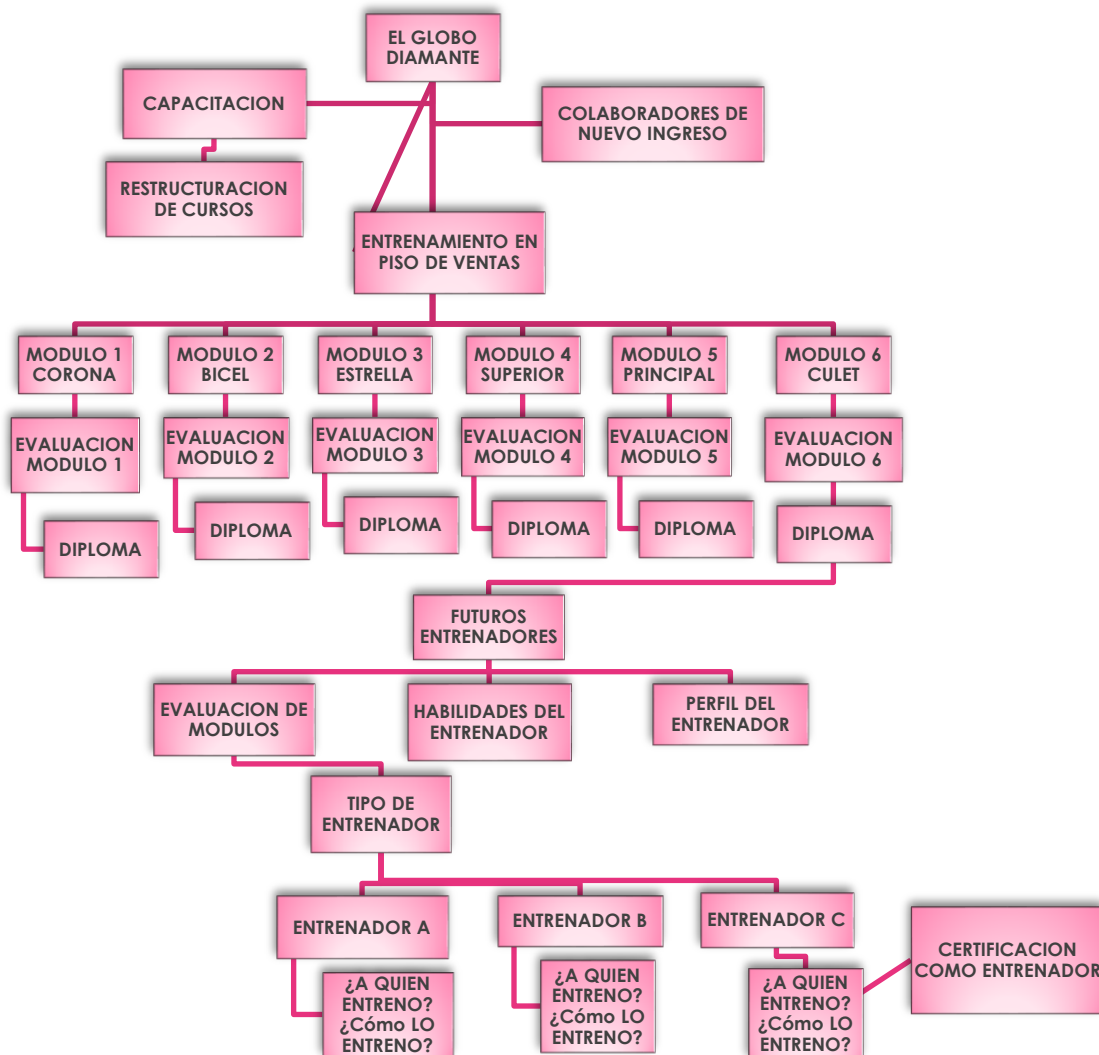 EL GLOBO
DIAMANTE
CAPACITACION
COLABORADORES DE
NUEVO INGRESO
RESTRUCTURACION
DE CURSOS
ENTRENAMIENTO EN
PISO DE VENTAS
MODULO 1
CORONA
MODULO 2
BICEL
MODULO 3
ESTRELLA
MODULO 4
SUPERIOR
MODULO 5
PRINCIPAL
MODULO 6
CULET
EVALUACION
MODULO 1
EVALUACION
MODULO 2
EVALUACION
MODULO 3
EVALUACION
MODULO 4
EVALUACION
MODULO 5
EVALUACION
MODULO 6
DIPLOMA
DIPLOMA
DIPLOMA
DIPLOMA
DIPLOMA
DIPLOMA
FUTUROS
ENTRENADORES
EVALUACION DE
MODULOS
HABILIDADES DEL
ENTRENADOR
PERFIL DEL
ENTRENADOR
TIPO DE
ENTRENADOR
ENTRENADOR A
ENTRENADOR B
ENTRENADOR C
¿A QUIEN
ENTRENO?
¿Cómo LO
ENTRENO?
¿A QUIEN
ENTRENO?
¿Cómo LO
ENTRENO?
¿A QUIEN
ENTRENO?
¿Cómo LO
ENTRENO?
CERTIFICACION
COMO ENTRENADOR